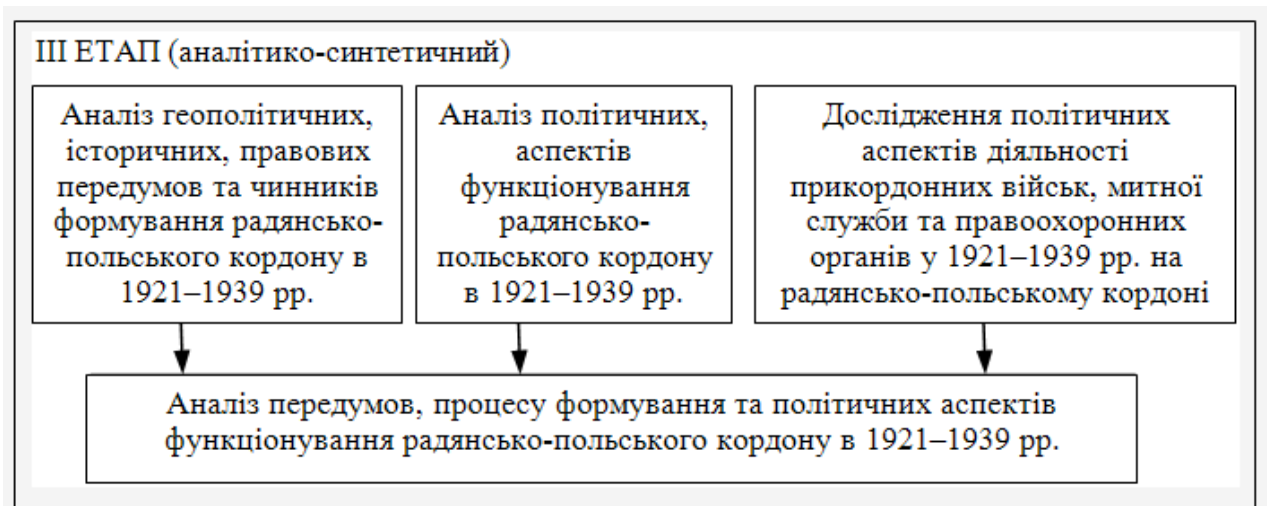 ІІІ ЕТАП (аналітико-синтетичний)
Аналіз геополітичних,
історичних, правових
передумов та чинників
формування радянсько-
польського кордону в
1921–1939 рр.
Аналіз політичних,
аспектів
функціонування
радянсько-
польського кордону
в 1921–1939 рр.
Дослідження політичних
аспектів діяльності
прикордонних військ, митної
служби та правоохоронних
органів у 1921–1939 рр. на
радянсько-польському кордоні
Аналіз передумов, процесу формування та політичних аспектів
функціонування радянсько-польського кордону в 1921–1939 рр.